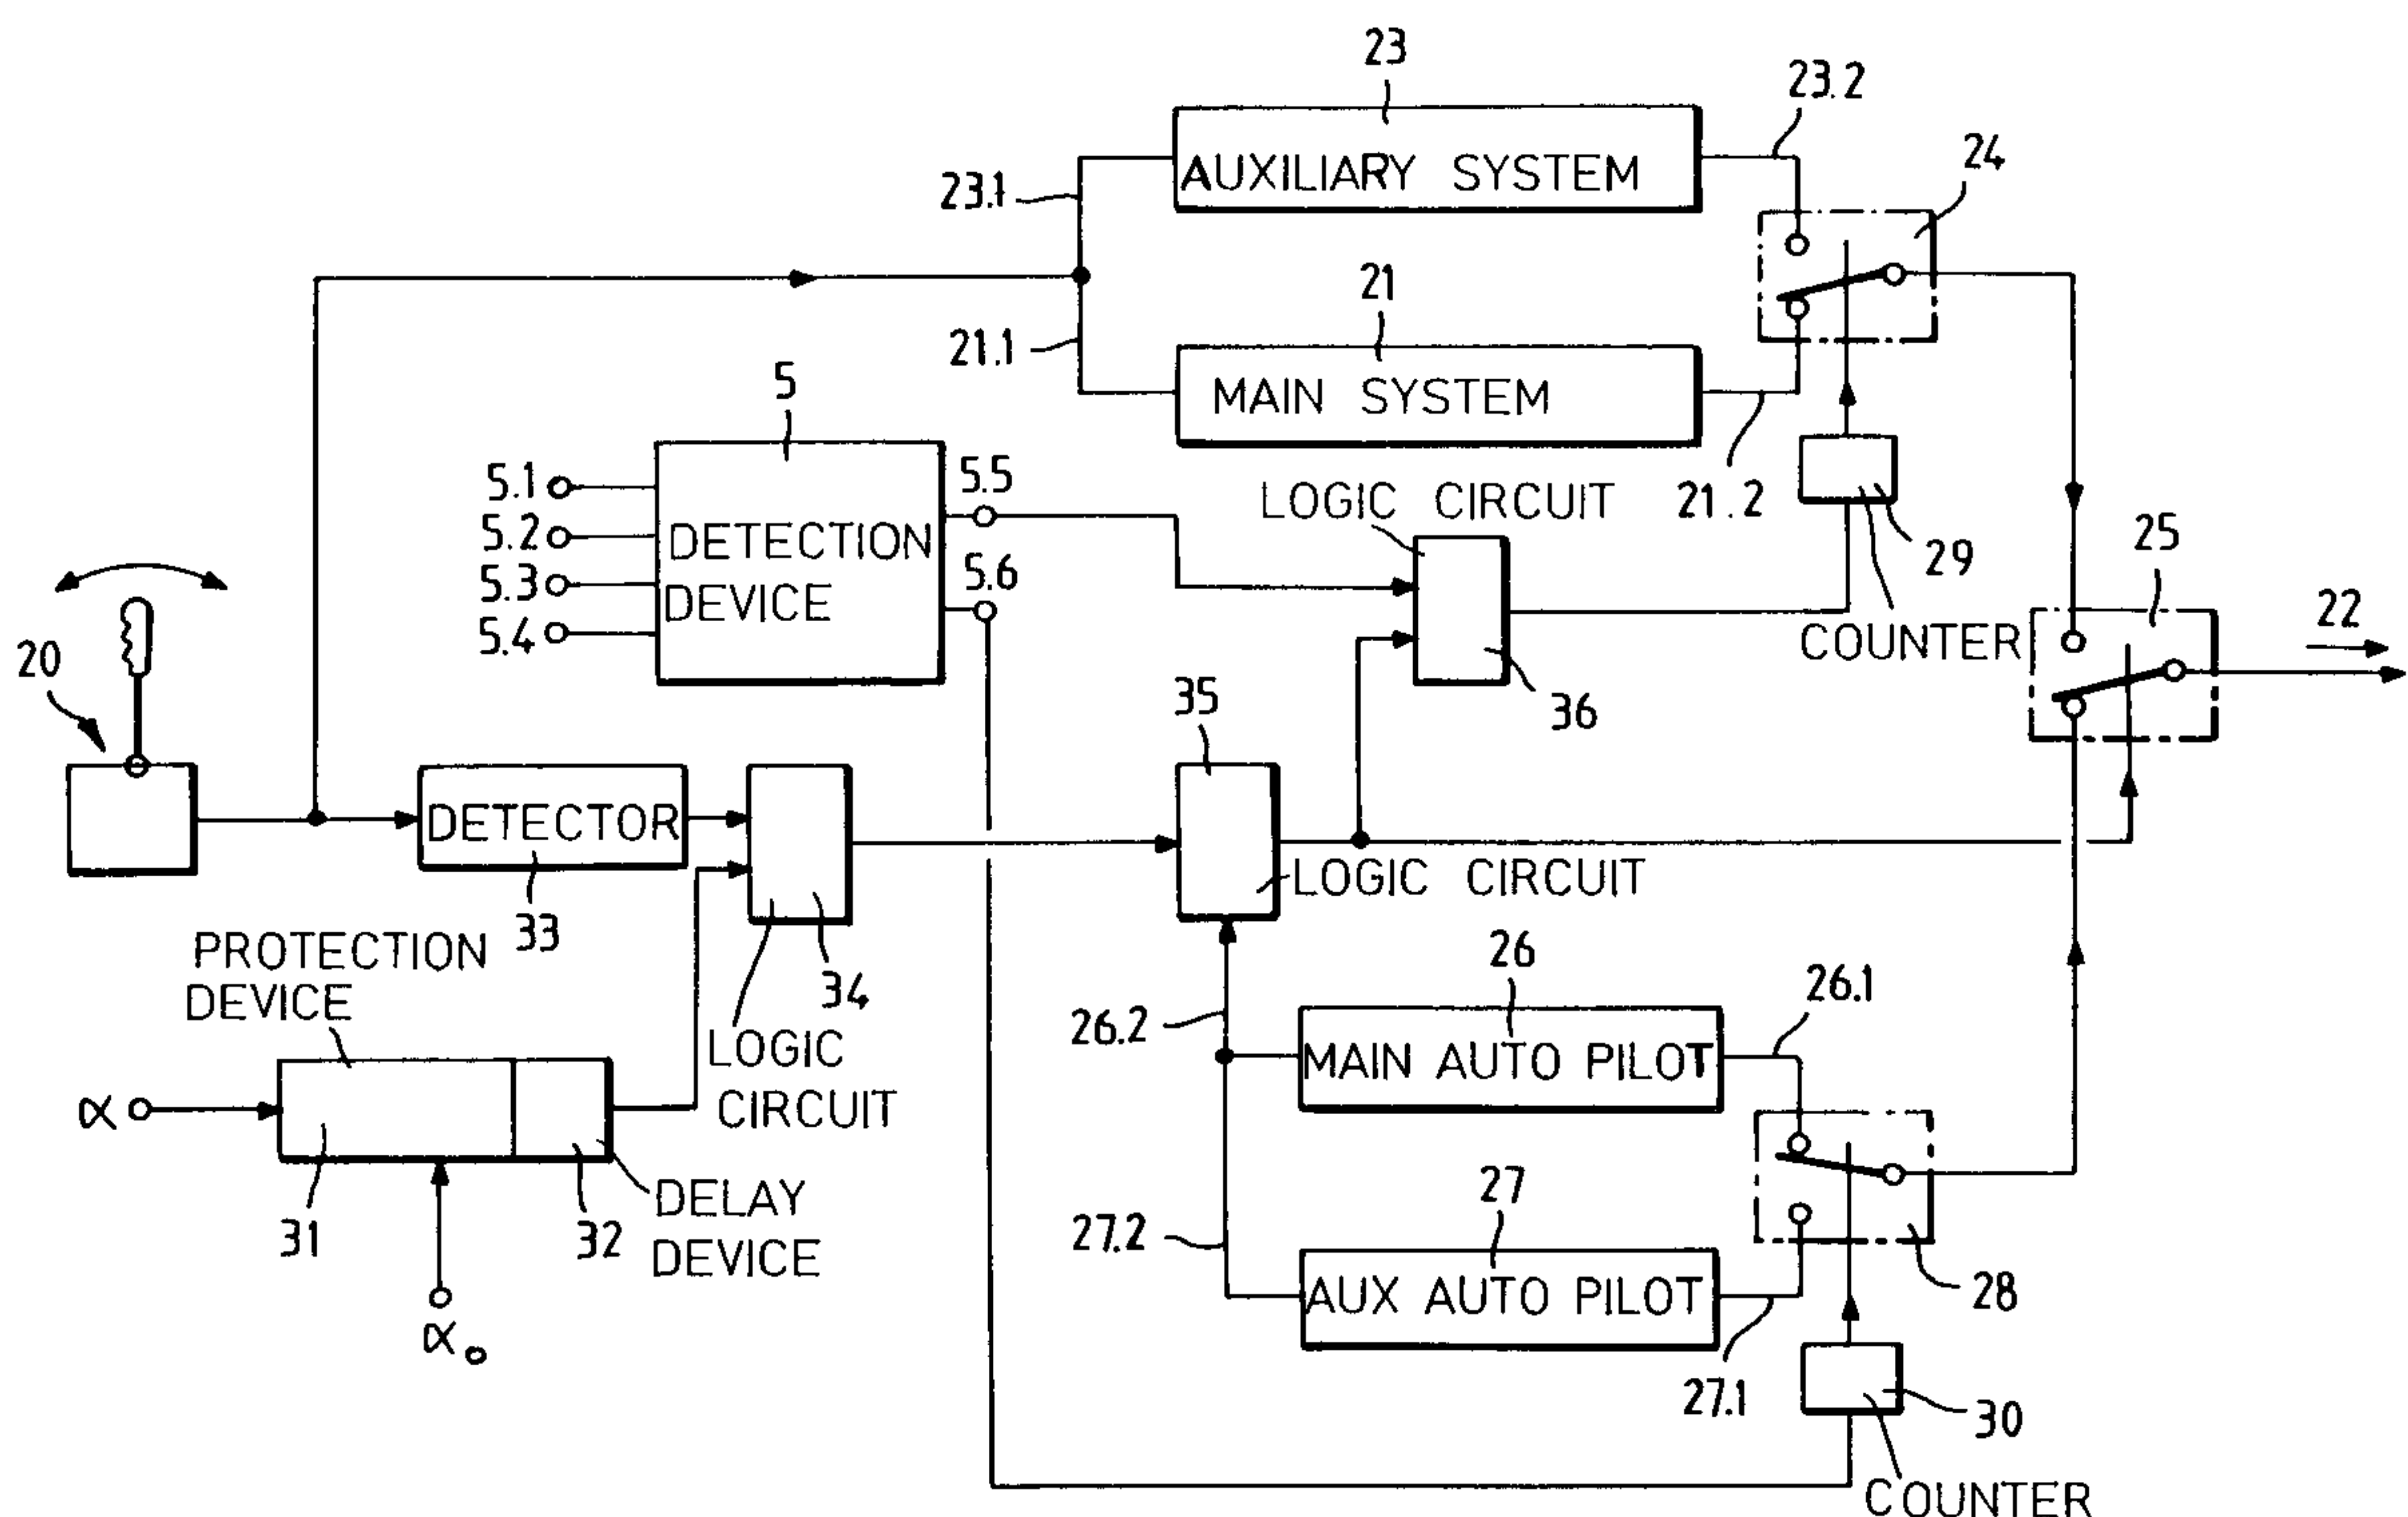 23
23.2
24
AUXILIARY SYSTEM
23.1
21
21.1
MAIN SYSTEM
5
21.2
5.1
5.5
LOGIC CIRCUIT
5.2
DETECTION
29
25
5.3
DEVICE
5.6
22
5.4
COUNTER
20
35
36
DETECTOR
LOGIC CIRCUIT
33
PROTECTION
DEVICE
34
26
26.1
26.2
LOGIC
CIRCUIT
MAIN AUTO PILOT
α
31
32
DELAY
DEVICE
27
27.2
AUX AUTO PILOT
28
α₀
27.1
30
COUNTER